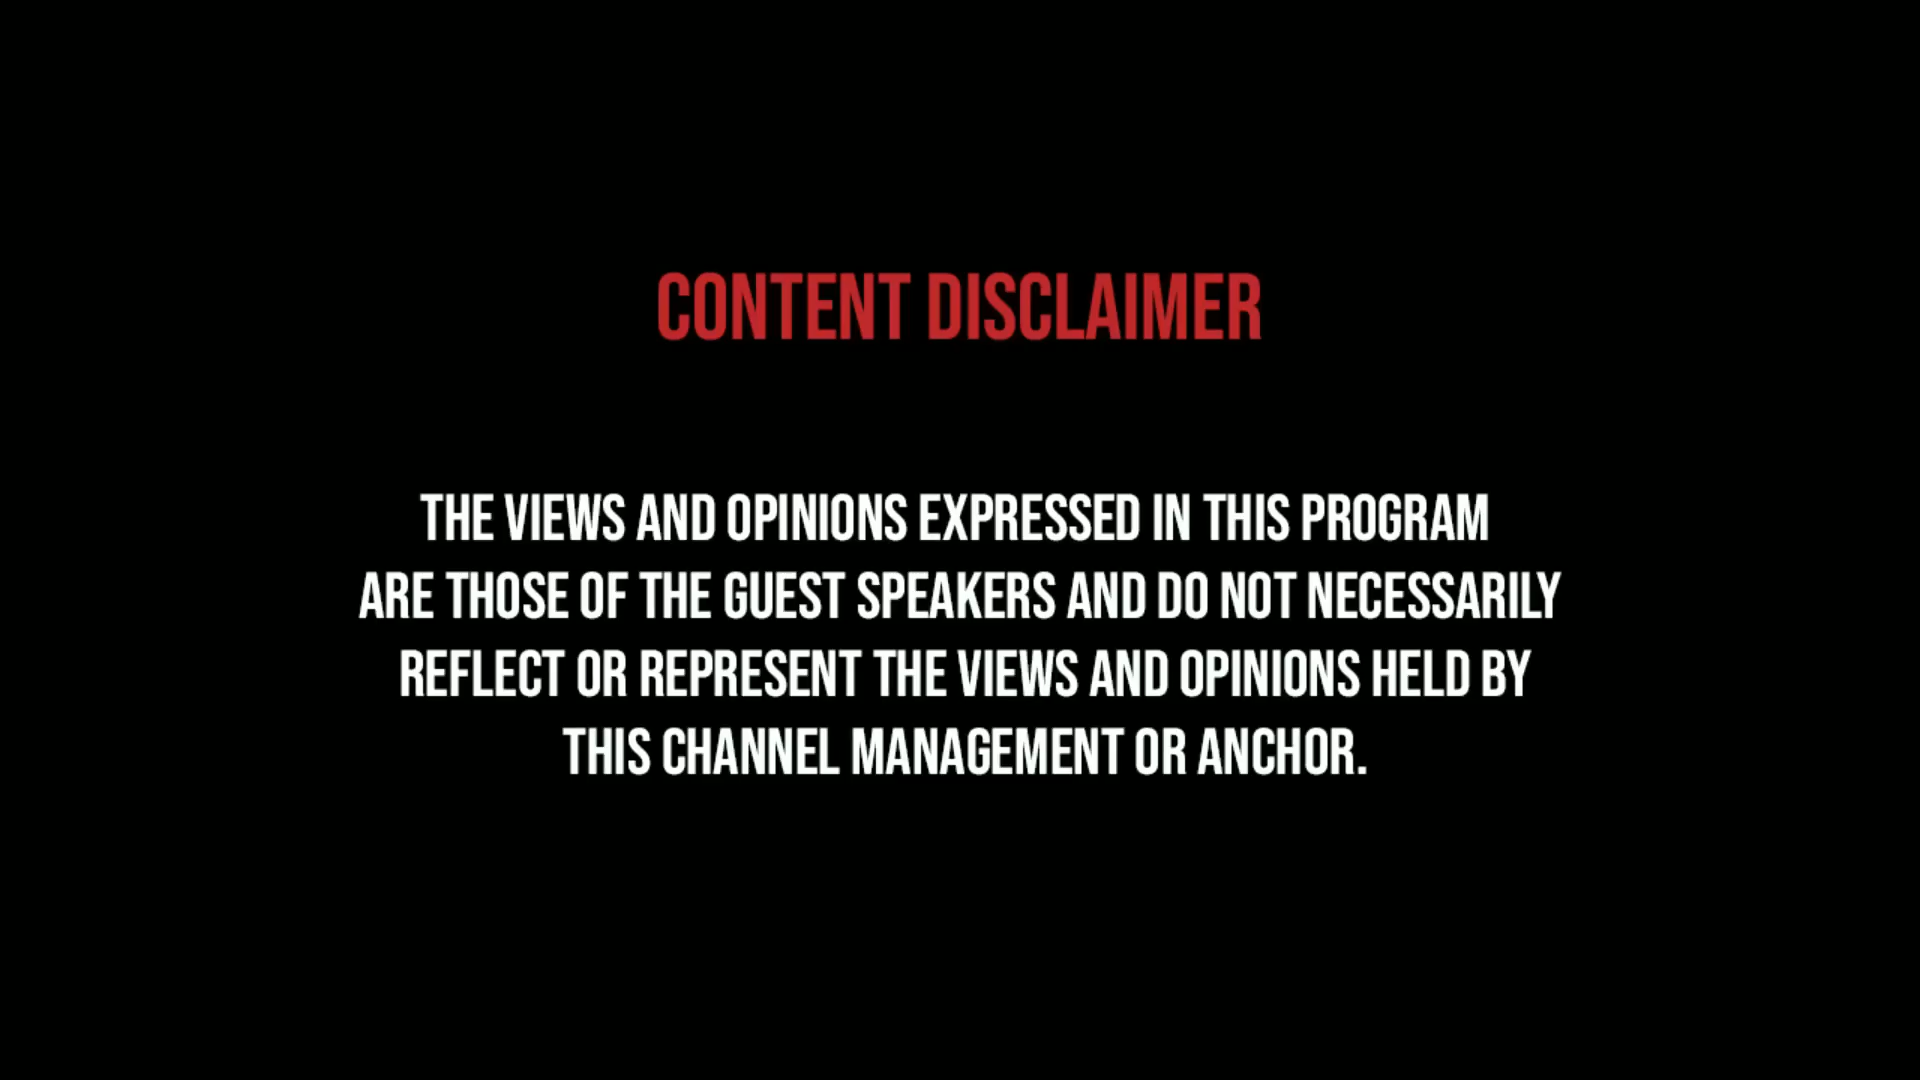 CONTENT DISCLAIMER
THE VIEWS AND OPINIONS EXPRESSED IN THIS PROGRAM
ARE THOSE OF THE GUEST SPEAKERS AND DO NOT NECESSARILY
REFLECT OR REPRESENT THE VIEWS AND OPINIONS HELD BY
THIS CHANNEL MANAGEMENT OR ANCHOR.